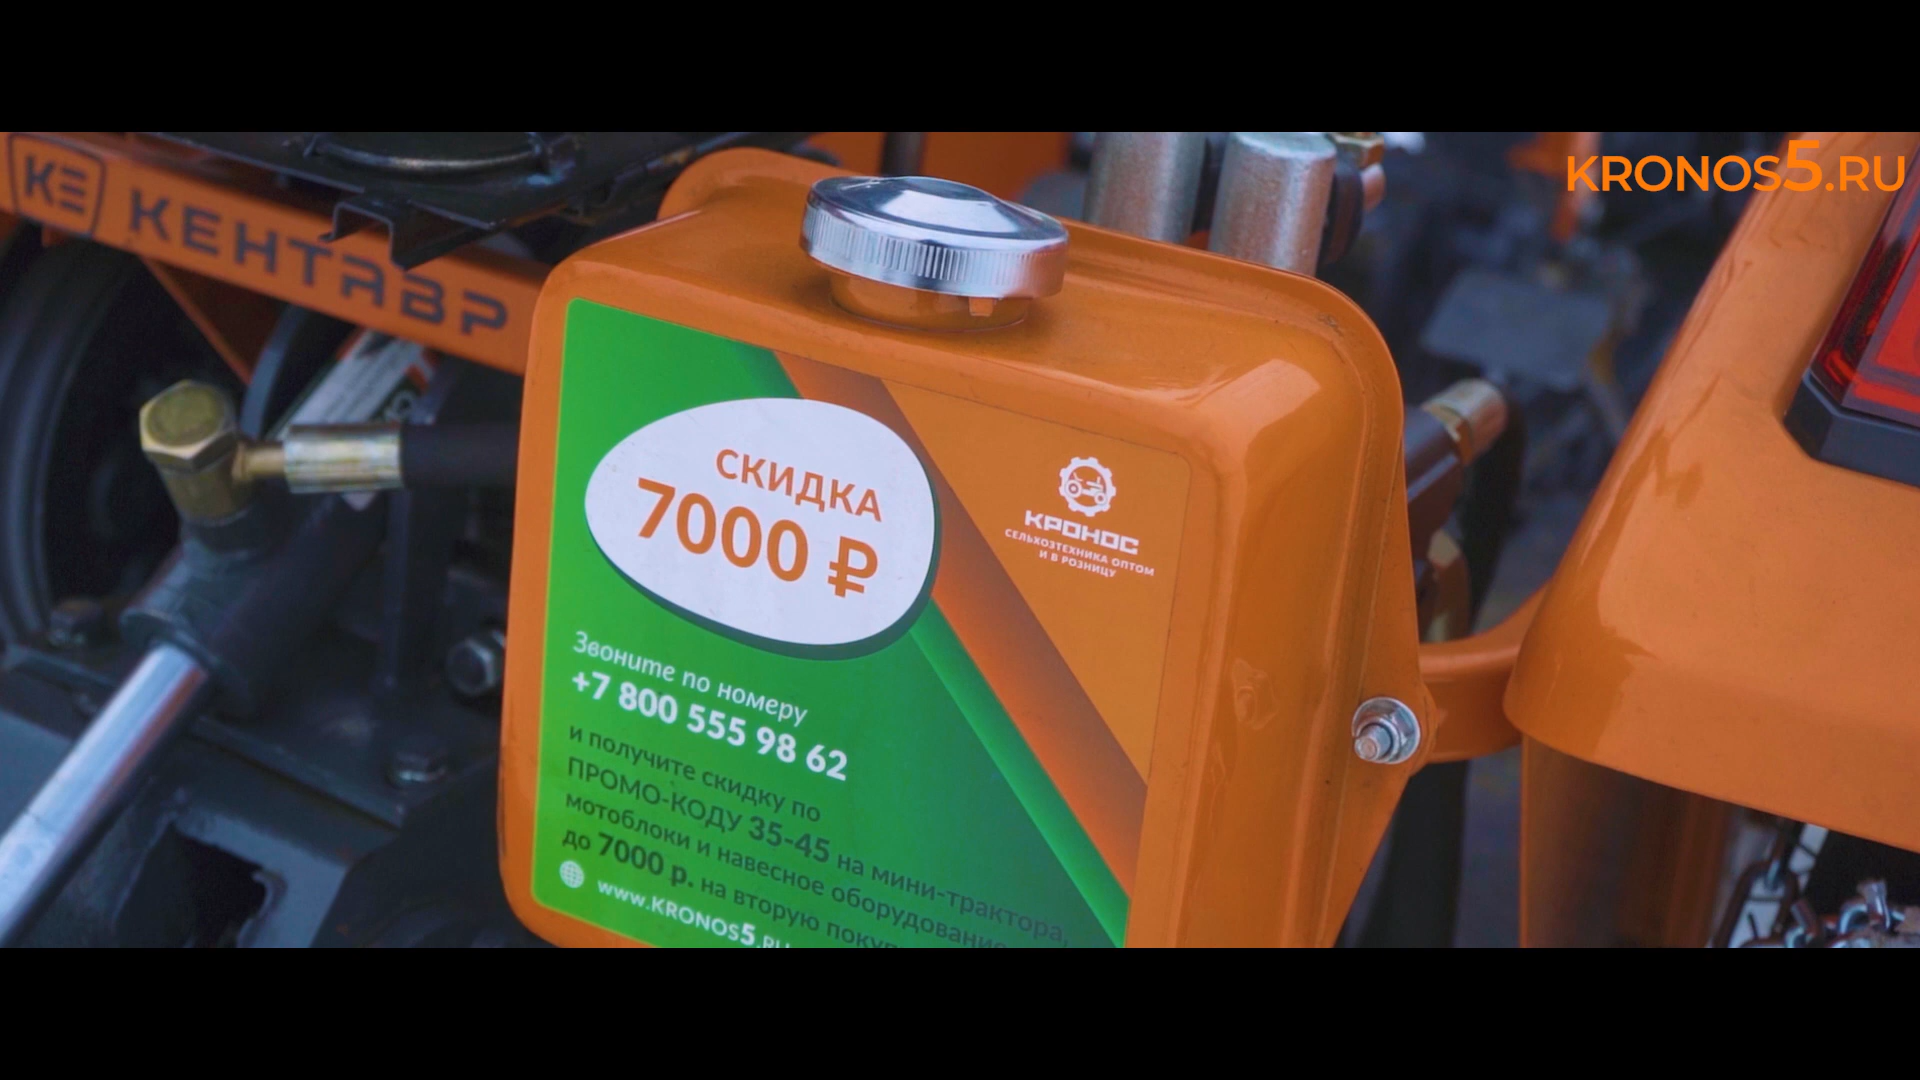 KRONOS5.RU
KE КЕНТАВР
СКИДКА
7000 ₽
КРОНОС
СЕЛЬХОЗТЕХНИКА ОПТОМ
И В РОЗНИЦУ
Звоните по номеру
+7 800 555 98 62
и получите скидку по
ПРОМО-КОДУ 35-45 на мини-трактора,
мотоблоки и навесное оборудование
до 7000 р. на вторую
www.KRONOS5.RU